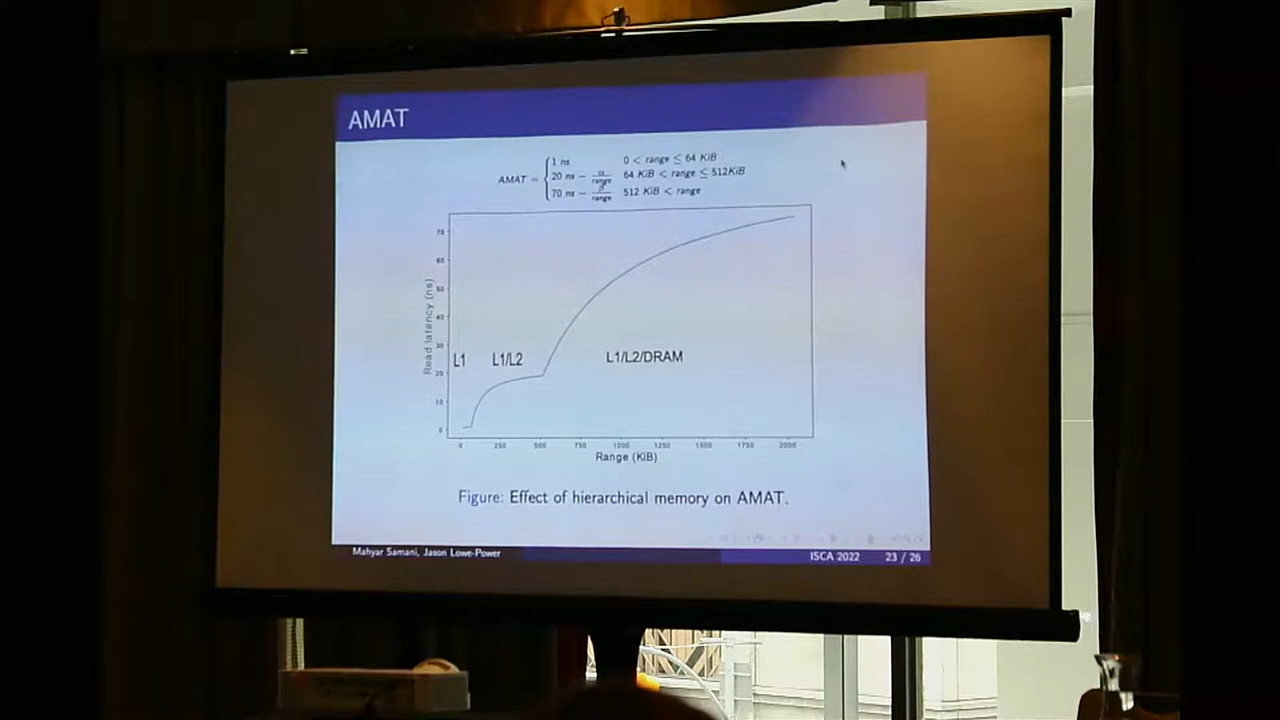 AMAT
AMAT = { 1 ns 0 < range ≤ 64 KiB
20 ns − α/range 64 KiB < range ≤ 512KiB
70 ns − β/range 512 KiB < range
70
60
50
40
30
20
10
0
Read latency (ns)
L1 L1/L2 L1/L2/DRAM
0 250 500 750 1000 1250 1500 1750 2000
Range (KiB)
Figure: Effect of hierarchical memory on AMAT.
Mahyar Samani, Jason Lowe-Power ISCA 2022 23 / 26